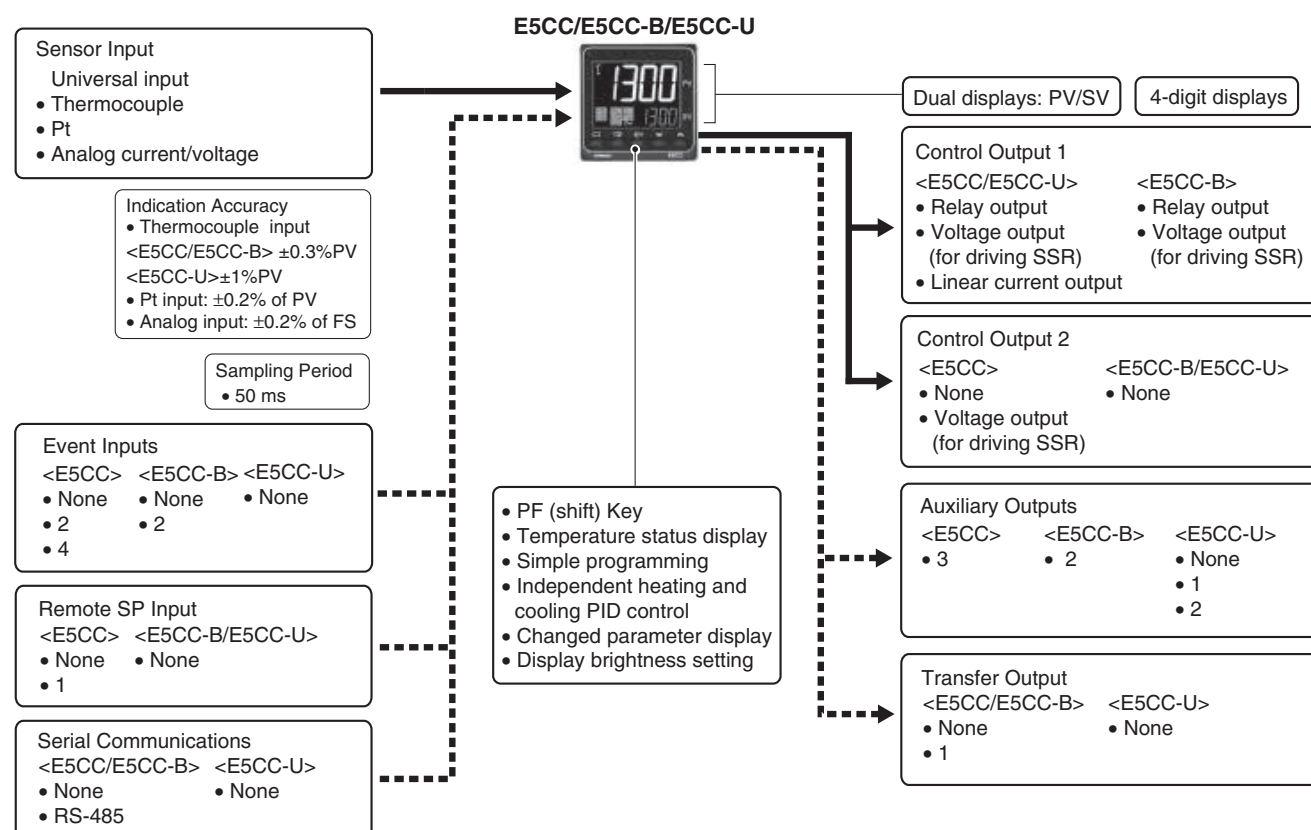 E5CC/E5CC-B/E5CC-U
Sensor Input
Universal input
• Thermocouple
• Pt
• Analog current/voltage
Indication Accuracy
• Thermocouple input
<E5CC/E5CC-B> ±0.3%PV
<E5CC-U>±1%PV
• Pt input: ±0.2% of PV
• Analog input: ±0.2% of FS
Sampling Period
• 50 ms
Event Inputs
<E5CC> <E5CC-B> <E5CC-U>
• None • None • None
• 2 • 2
• 4
Remote SP Input
<E5CC> <E5CC-B/E5CC-U>
• None • None
• 1
Serial Communications
<E5CC/E5CC-B> <E5CC-U>
• None • None
• RS-485
1300
1300
• PF (shift) Key
• Temperature status display
• Simple programming
• Independent heating and
cooling PID control
• Changed parameter display
• Display brightness setting
Dual displays: PV/SV
4-digit displays
Control Output 1
<E5CC/E5CC-U> <E5CC-B>
• Relay output • Relay output
• Voltage output • Voltage output
(for driving SSR) (for driving SSR)
• Linear current output
Control Output 2
<E5CC> <E5CC-B/E5CC-U>
• None • None
• Voltage output
(for driving SSR)
Auxiliary Outputs
<E5CC> <E5CC-B> <E5CC-U>
• 3 • 2 • None
• 1
• 2
Transfer Output
<E5CC/E5CC-B> <E5CC-U>
• None • None
• 1